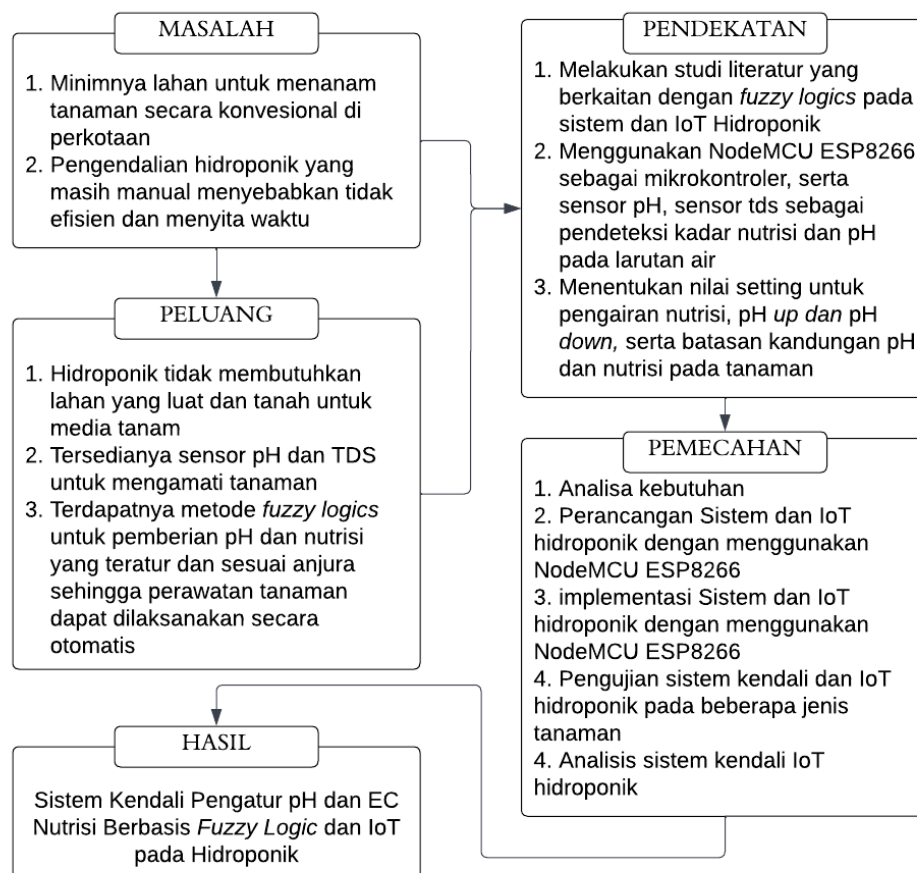 MASALAH
1. Minimnya lahan untuk menanam
tanaman secara konvesional di
perkotaan
2. Pengendalian hidroponik yang
masih manual menyebabkan tidak
efisien dan menyita waktu
PELUANG
1. Hidroponik tidak membutuhkan
lahan yang luat dan tanah untuk
media tanam
2. Tersedianya sensor pH dan TDS
untuk mengamati tanaman
3. Terdapatnya metode fuzzy logics
untuk pemberian pH dan nutrisi
yang teratur dan sesuai anjura
sehingga perawatan tanaman
dapat dilaksanakan secara
otomatis
PENDEKATAN
1. Melakukan studi literatur yang
berkaitan dengan fuzzy logics pada
sistem dan IoT Hidroponik
2. Menggunakan NodeMCU ESP8266
sebagai mikrokontroler, serta
sensor pH, sensor tds sebagai
pendeteksi kadar nutrisi dan pH
pada larutan air
3. Menentukan nilai setting untuk
pengairan nutrisi, pH up dan pH
down, serta batasan kandungan pH
dan nutrisi pada tanaman
PEMECAHAN
1. Analisa kebutuhan
2. Perancangan Sistem dan IoT
hidroponik dengan menggunakan
NodeMCU ESP8266
3. implementasi Sistem dan IoT
hidroponik dengan menggunakan
NodeMCU ESP8266
4. Pengujian sistem kendali dan IoT
hidroponik pada beberapa jenis
tanaman
4. Analisis sistem kendali IoT
hidroponik
HASIL
Sistem Kendali Pengatur pH dan EC
Nutrisi Berbasis Fuzzy Logic dan IoT
pada Hidroponik